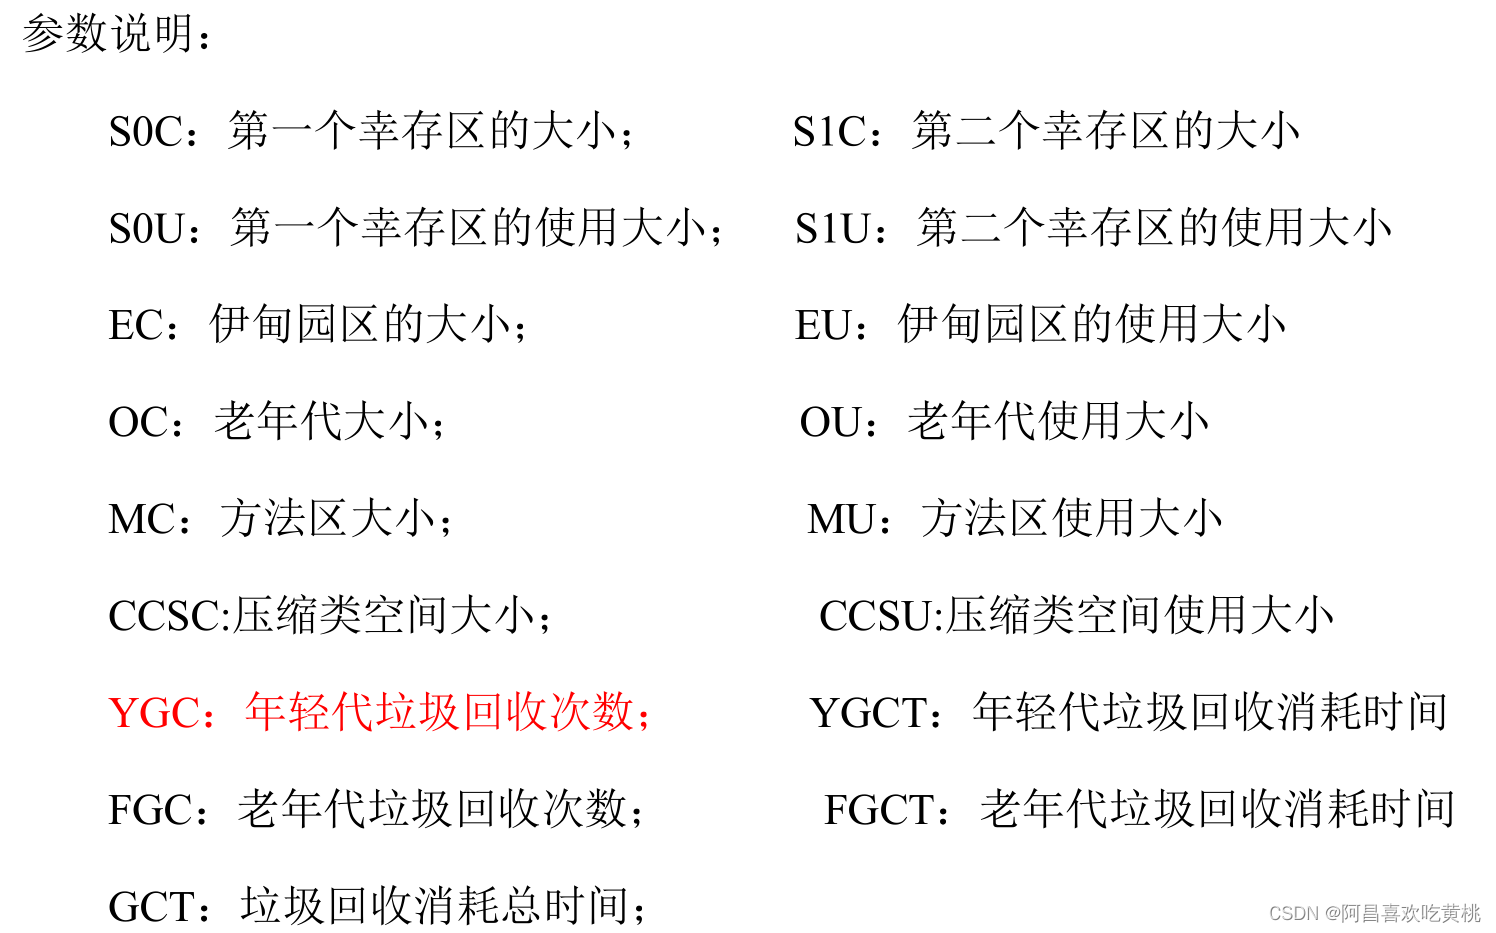 参数说明：
S0C：第一个幸存区的大小； S1C：第二个幸存区的大小
S0U：第一个幸存区的使用大小； S1U：第二个幸存区的使用大小
EC：伊甸园区的大小； EU：伊甸园区的使用大小
OC：老年代大小； OU：老年代使用大小
MC：方法区大小； MU：方法区使用大小
CCSC:压缩类空间大小； CCSU:压缩类空间使用大小
YGC：年轻代垃圾回收次数； YGCT：年轻代垃圾回收消耗时间
FGC：老年代垃圾回收次数； FGCT：老年代垃圾回收消耗时间
GCT：垃圾回收消耗总时间；
CSDN @阿昌喜欢吃黄桃